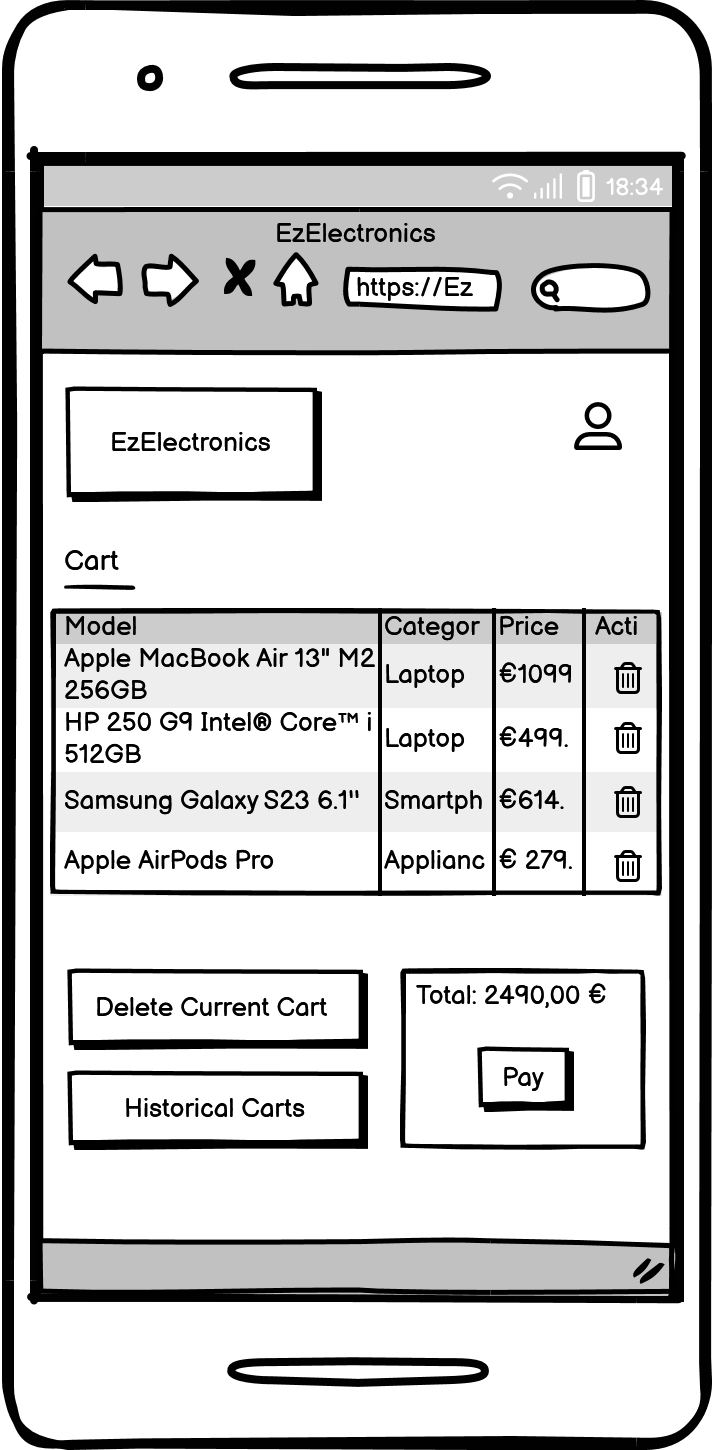 18:34
EzElectronics
https://Ez
EzElectronics
Cart
Model Categor Price Acti
Apple MacBook Air 13" M2
256GB
Laptop €1099
HP 250 G9 Intel® Core™ i
512GB
Laptop €499.
Samsung Galaxy S23 6.1'' Smartph €614.
Apple AirPods Pro Applianc € 279.
Delete Current Cart
Total: 2490,00 €
Pay
Historical Carts